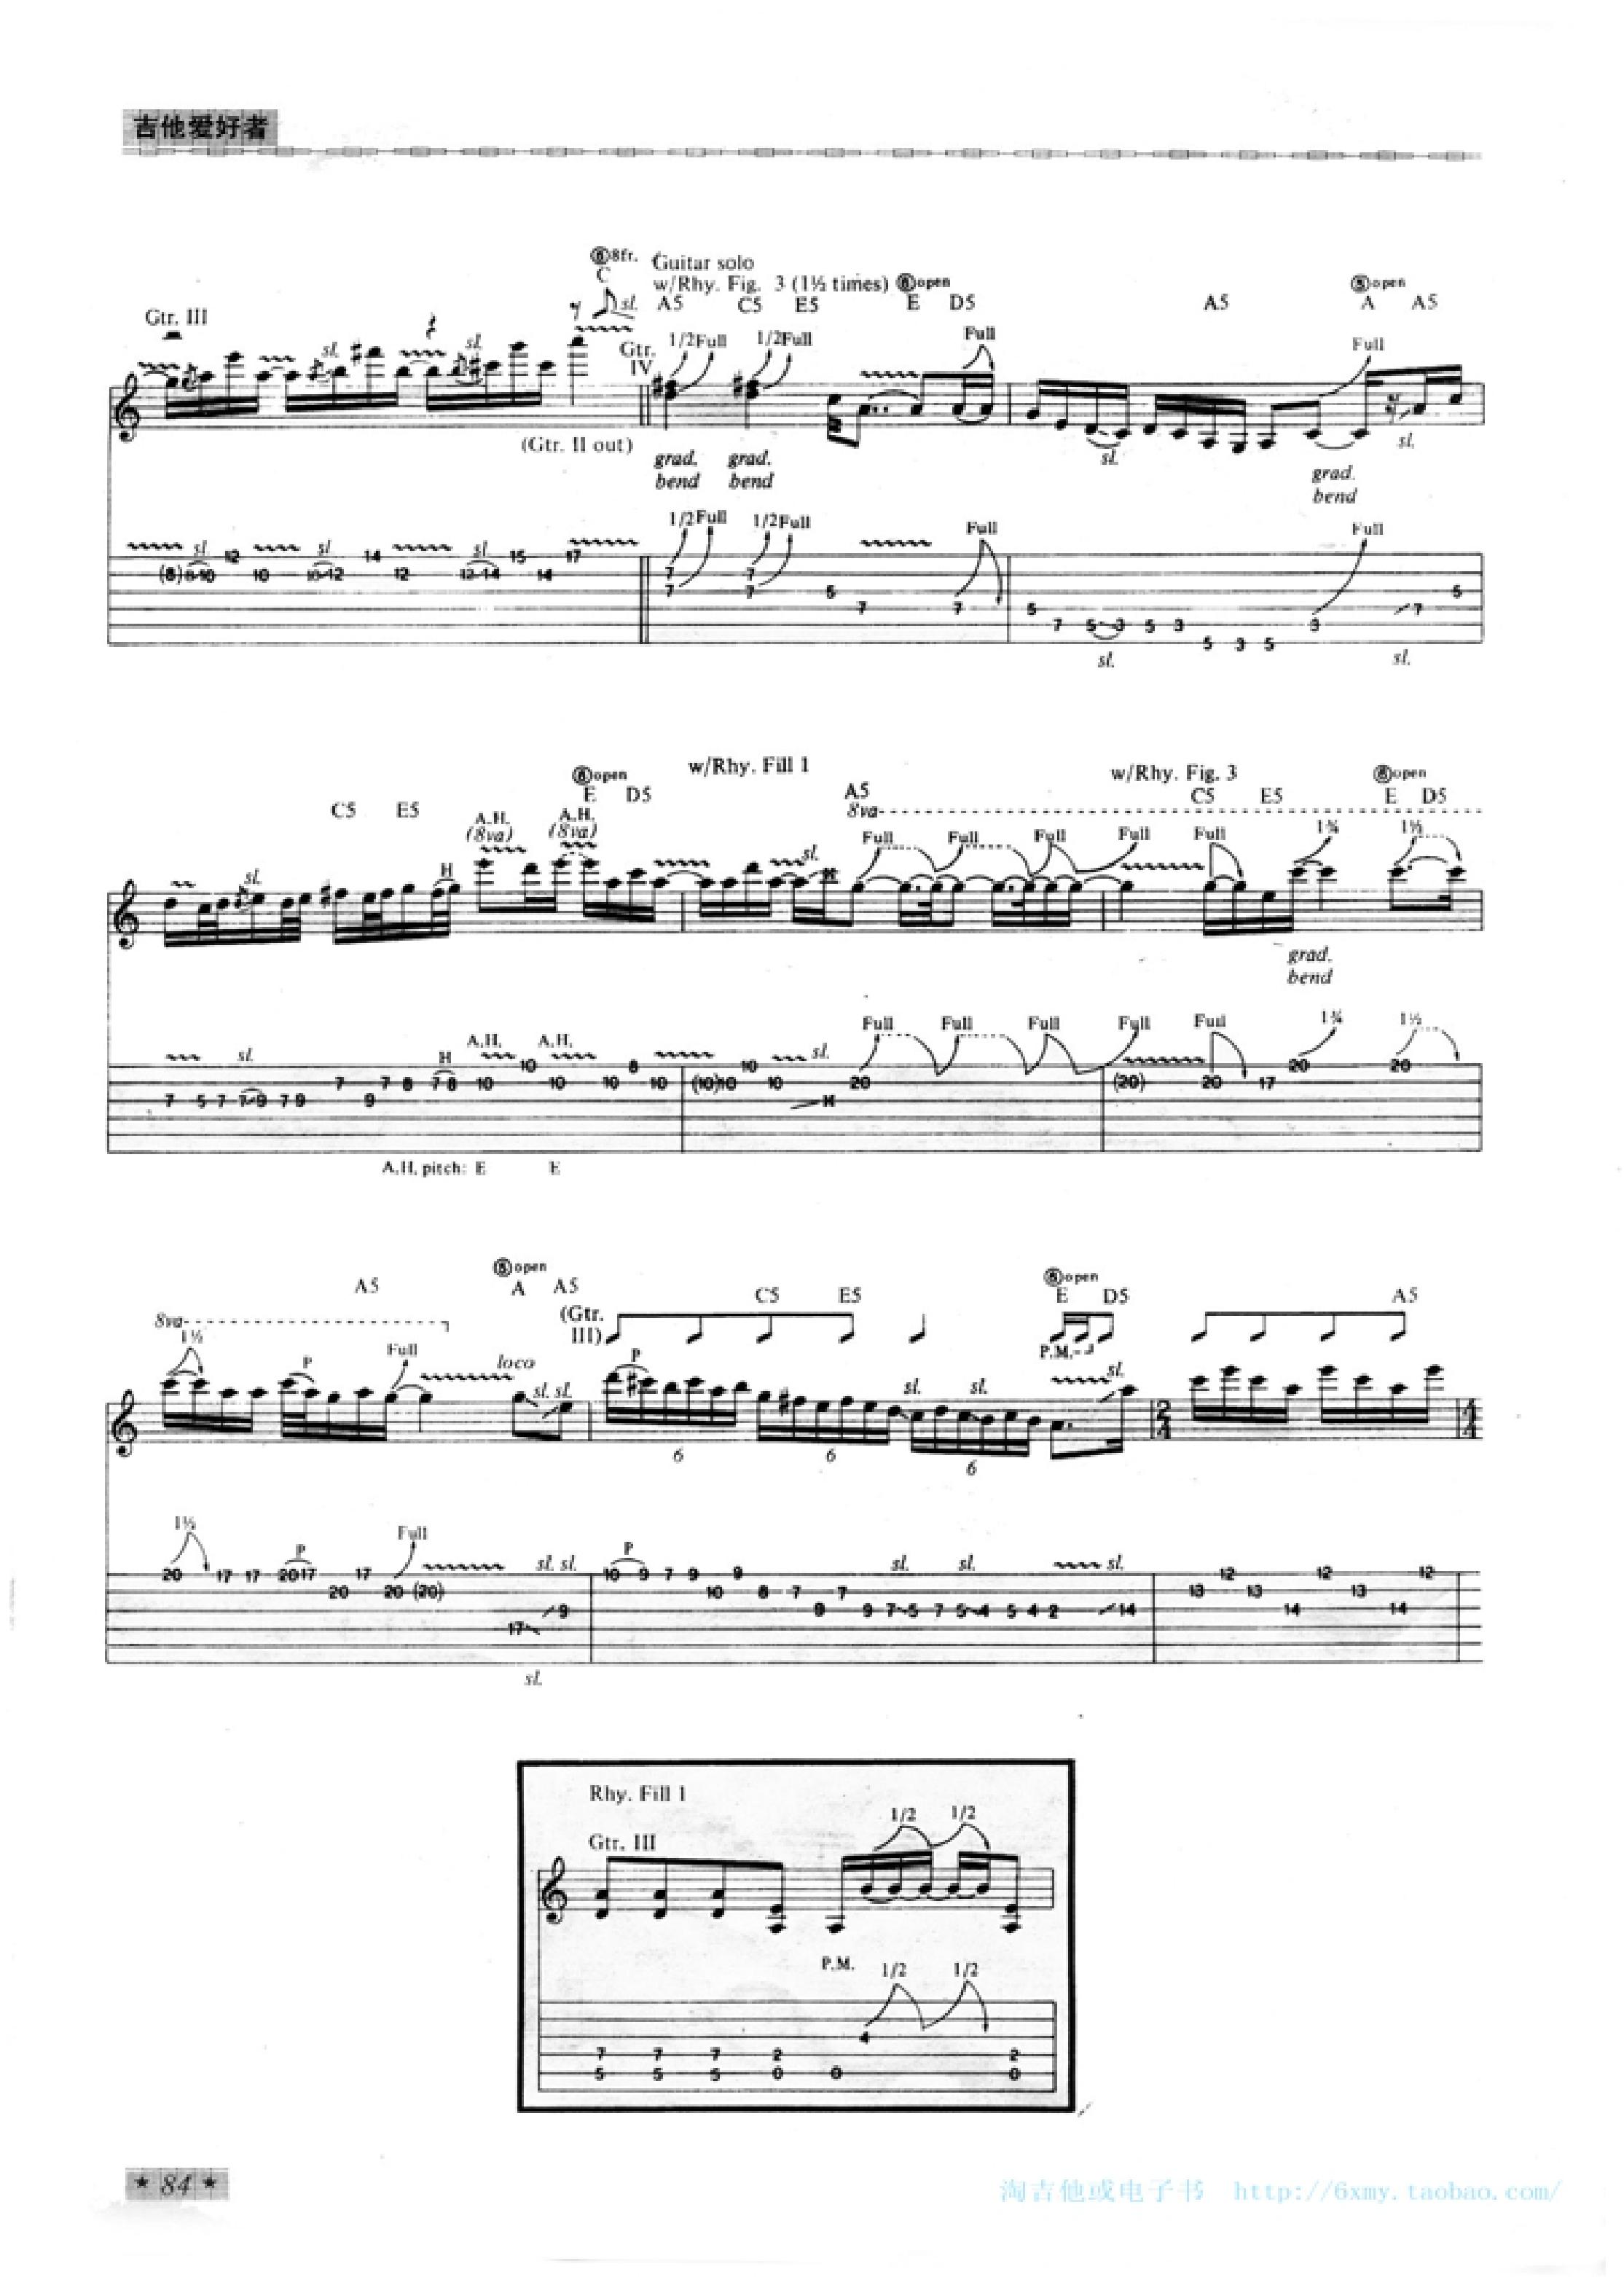 吉他爱好者
⑥8fr.
C
Guitar solo
w/Rhy. Fig. 3 (1½ times) ⑥open ⑤open
A5 C5 E5 E D5 A5 A A5
Gtr. III
sl.
sl. sl.
1/2 Full 1/2 Full Full Full
Gtr.
IV
(Gtr. II out)
sl. sl.
grad. grad. grad.
bend bend bend
1/2 Full 1/2 Full Full Full
sl. sl. sl.
(8) 8 10 12 10 10 12 14 12 12 14 15 14 17
7 7 7 7 5 7 7 5 7 5 3 5 3 5 3 5 3 7 5
sl. sl.
w/Rhy. Fill 1 w/Rhy. Fig. 3
⑥open ⑥open
C5 E5 E D5 A5 C5 E5 E D5
A.H. A.H. 8va
(8va) (8va)
Full Full Full Full Full 1¾ 1½
sl. H sl.
grad.
bend
Full Full Full Full Full 1¾ 1½
sl. H A.H. A.H. sl.
7 5 7 7 9 7 9 7 9 7 8 7 8 10 10 10 10 8 10 (10) 10 10 10 20 (20) 20 17 20 20
A.H. pitch: E E
⑤open ⑥open
A5 A A5 C5 E5 E D5 A5
8va (Gtr.
III)
1½ P Full loco P P.M.
sl. sl. sl. sl. sl.
6 6 6
2
4
4
4
1½ P Full sl. sl. P sl. sl. sl.
20 17 17 20 17 20 17 20 (20) 17 9 10 9 7 9 10 9 8 7 9 7 9 7 5 7 5 4 5 4 2 14 13 12 13 14 12 13 14 12
sl.
Rhy. Fill 1
1/2 1/2
Gtr. III
P.M. 1/2 1/2
4
7 7 7 2 2
5 5 5 0 0 0
★ 84 ★
淘吉他或电子书 http://6xmy.taobao.com/